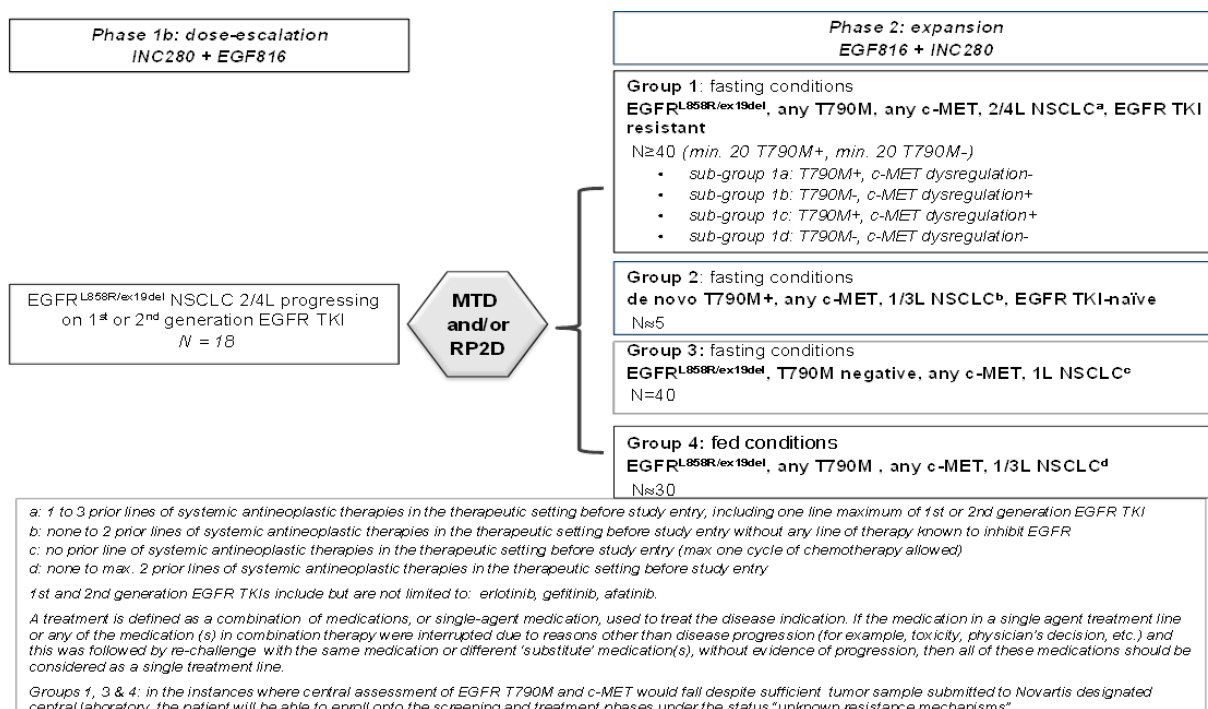 Phase 1b: dose-escalation
INC280 + EGF816
Phase 2: expansion
EGF816 + INC280
EGFR^L858R/ex19del NSCLC 2/4L progressing
on 1st or 2nd generation EGFR TKI
N = 18
MTD
and/or
RP2D
Group 1: fasting conditions
EGFR^L858R/ex19del, any T790M, any c-MET, 2/4L NSCLC^a, EGFR TKI
resistant
N≥40 (min. 20 T790M+, min. 20 T790M-)
• sub-group 1a: T790M+, c-MET dysregulation-
• sub-group 1b: T790M-, c-MET dysregulation+
• sub-group 1c: T790M+, c-MET dysregulation+
• sub-group 1d: T790M-, c-MET dysregulation-
Group 2: fasting conditions
de novo T790M+, any c-MET, 1/3L NSCLC^b, EGFR TKI-naïve
N≈5
Group 3: fasting conditions
EGFR^L858R/ex19del, T790M negative, any c-MET, 1L NSCLC^c
N=40
Group 4: fed conditions
EGFR^L858R/ex19del, any T790M , any c-MET, 1/3L NSCLC^d
N≈30
a: 1 to 3 prior lines of systemic antineoplastic therapies in the therapeutic setting before study entry, including one line maximum of 1st or 2nd generation EGFR TKI
b: none to 2 prior lines of systemic antineoplastic therapies in the therapeutic setting before study entry without any line of therapy known to inhibit EGFR
c: no prior line of systemic antineoplastic therapies in the therapeutic setting before study entry (max one cycle of chemotherapy allowed)
d: none to max. 2 prior lines of systemic antineoplastic therapies in the therapeutic setting before study entry
1st and 2nd generation EGFR TKIs include but are not limited to: erlotinib, gefitinib, afatinib.
A treatment is defined as a combination of medications, or single-agent medication, used to treat the disease indication. If the medication in a single agent treatment line
or any of the medication (s) in combination therapy were interrupted due to reasons other than disease progression (for example, toxicity, physician's decision, etc.) and
this was followed by re-challenge with the same medication or different 'substitute' medication(s), without evidence of progression, then all of these medications should be
considered as a single treatment line.
Groups 1, 3 & 4: in the instances where central assessment of EGFR T790M and c-MET would fall despite sufficient tumor sample submitted to Novartis designated
central laboratory, the patient will be able to enroll onto the screening and treatment phases under the status "unknown resistance mechanisms"